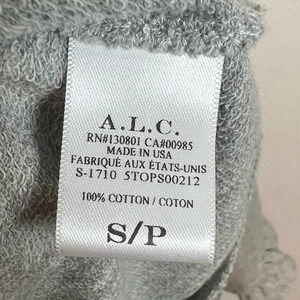 A.L.C.
RN#130801 CA#00985
MADE IN USA
FABRIQUÉ AUX ÉTATS-UNIS
S-1710 5TOPS00212
100% COTTON / COTON
S/P